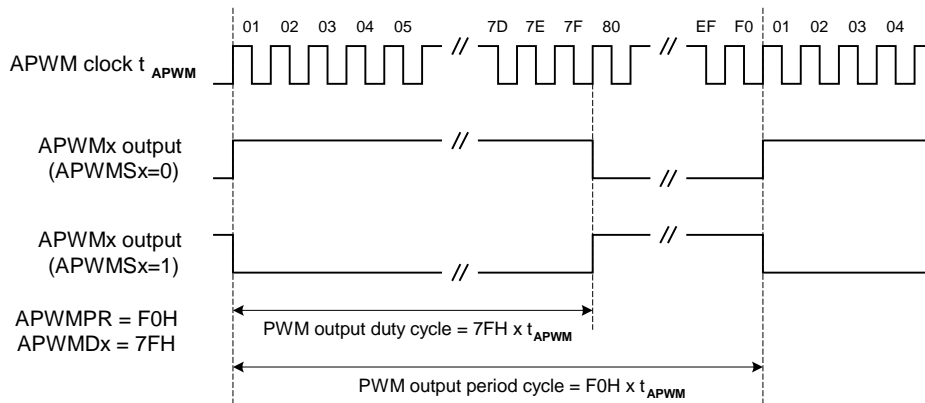 01 02 03 04 05 // 7D 7E 7F 80 // EF F0 01 02 03 04
APWM clock t APWM
APWMx output
(APWMSx=0)
// //
APWMx output
(APWMSx=1)
// //
APWMPR = F0H
APWMDx = 7FH
PWM output duty cycle = 7FH x tAPWM
PWM output period cycle = F0H x tAPWM